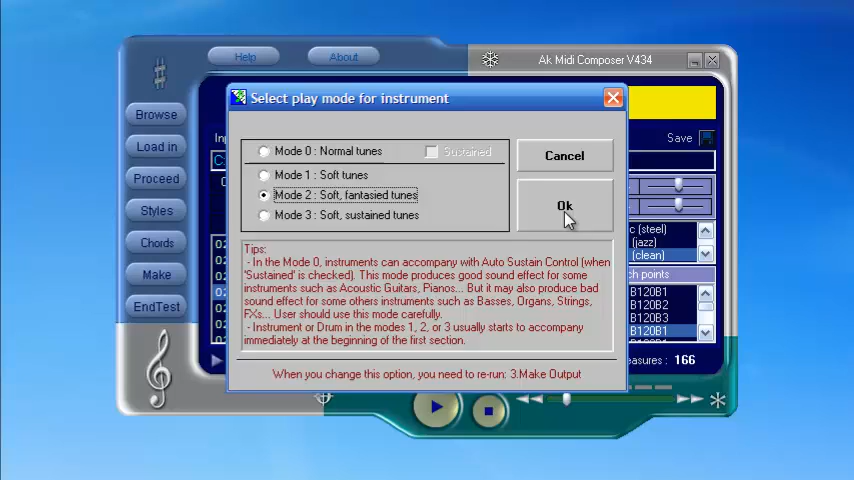 Help
About
Ak Midi Composer V434
Select play mode for instrument
Browse
Load in
Proceed
Styles
Chords
Make
EndTest
Save
Mode 0 : Normal tunes
Sustained
Mode 1 : Soft tunes
Mode 2 : Soft, fantasied tunes
Mode 3 : Soft, sustained tunes
Cancel
Ok
c (steel)
(jazz)
(clean)
ch points
B120B1
B120B2
B120B3
B120B1
Tips:
- In the Mode 0, instruments can accompany with Auto Sustain Control (when
'Sustained' is checked). This mode produces good sound effect for some
instruments such as Acoustic Guitars, Pianos... But it may also produce bad
sound effect for some others instruments such as Basses, Organs, Strings,
FXs... User should use this mode carefully.
- Instrument or Drum in the modes 1, 2, or 3 usually starts to accompany
immediately at the beginning of the first section.
When you change this option, you need to re-run: 3.Make Output
easures : 166